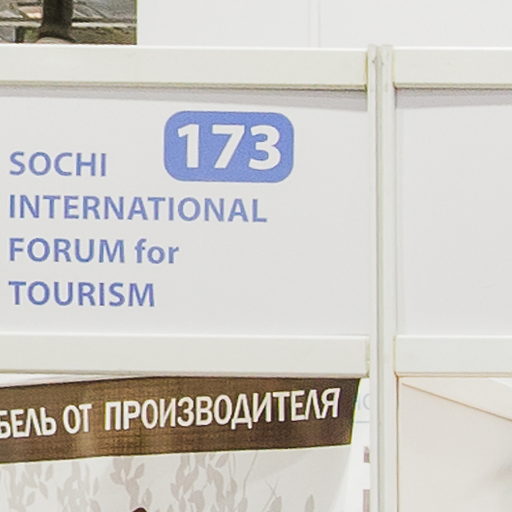 173
SOCHI
INTERNATIONAL
FORUM for
TOURISM
БЕЛЬ ОТ ПРОИЗВОДИТЕЛЯ